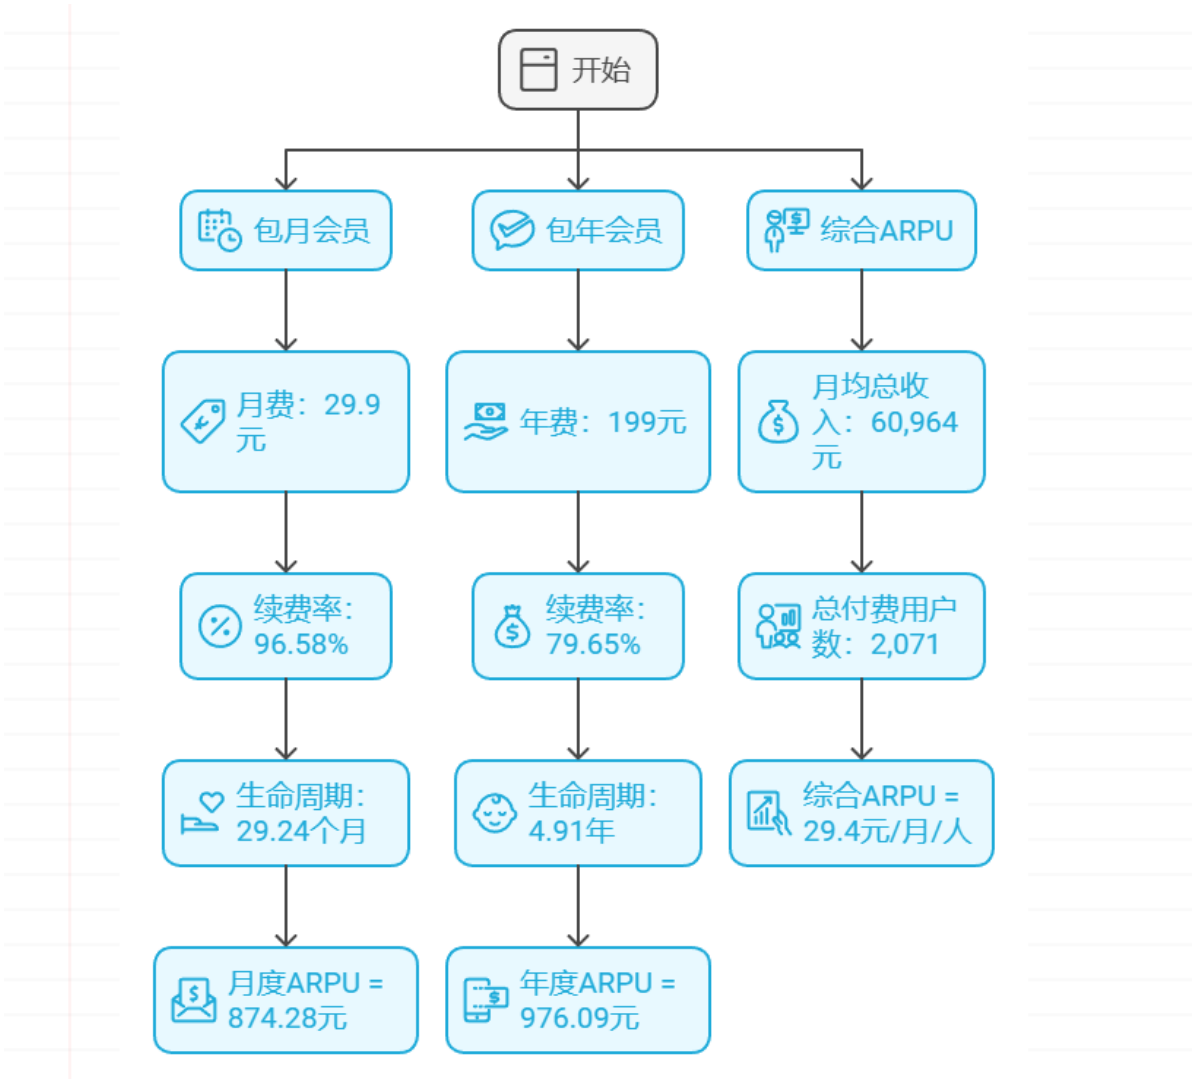 开始
包月会员
包年会员
综合ARPU
月费：29.9
元
年费：199元
月均总收
入：60,964
元
续费率：
96.58%
续费率：
79.65%
总付费用户
数：2,071
生命周期：
29.24个月
生命周期：
4.91年
综合ARPU =
29.4元/月/人
月度ARPU =
874.28元
年度ARPU =
976.09元